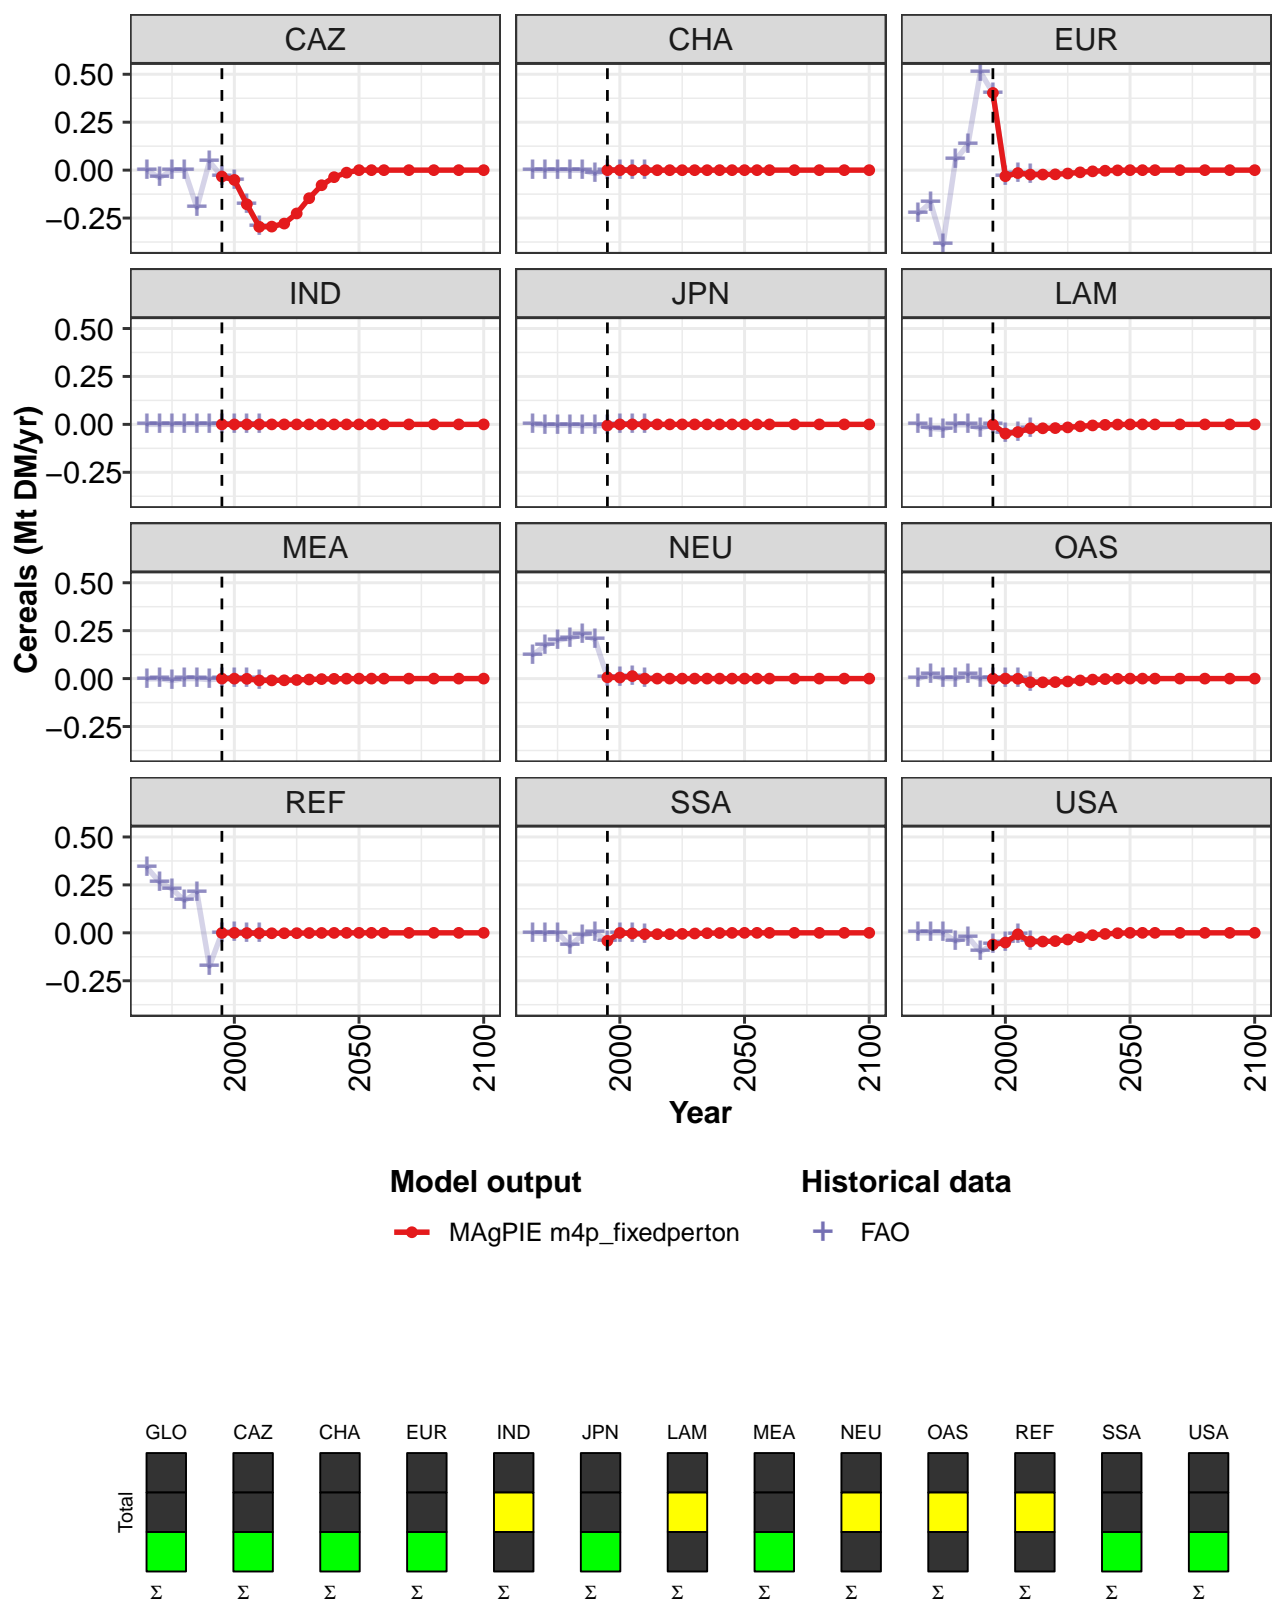 CAZ CHA EUR
0.50
0.25
0.00
−0.25
IND JPN LAM
0.50
0.25
0.00
−0.25
MEA NEU OAS
0.50
0.25
0.00
−0.25
REF SSA USA
0.50
0.25
0.00
−0.25
Cereals (Mt DM/yr)
2000 2050 2100 2000 2050 2100 2000 2050 2100
Year
Model output Historical data
MAgPIE m4p_fixedperton FAO
GLO CAZ CHA EUR IND JPN LAM MEA NEU OAS REF SSA USA
Total
Σ Σ Σ Σ Σ Σ Σ Σ Σ Σ Σ Σ Σ